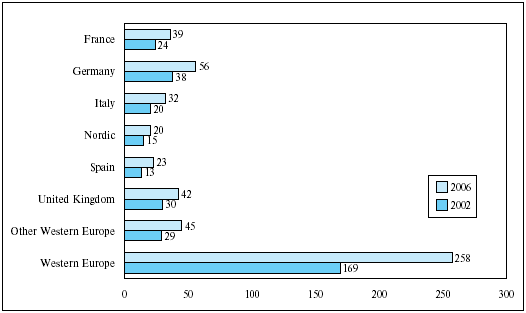 France 39
24
Germany 56
38
Italy 32
20
Nordic 20
15
Spain 23
13
United Kingdom 42
30
Other Western Europe 45
29
Western Europe 258
169
2006
2002
0 50 100 150 200 250 300